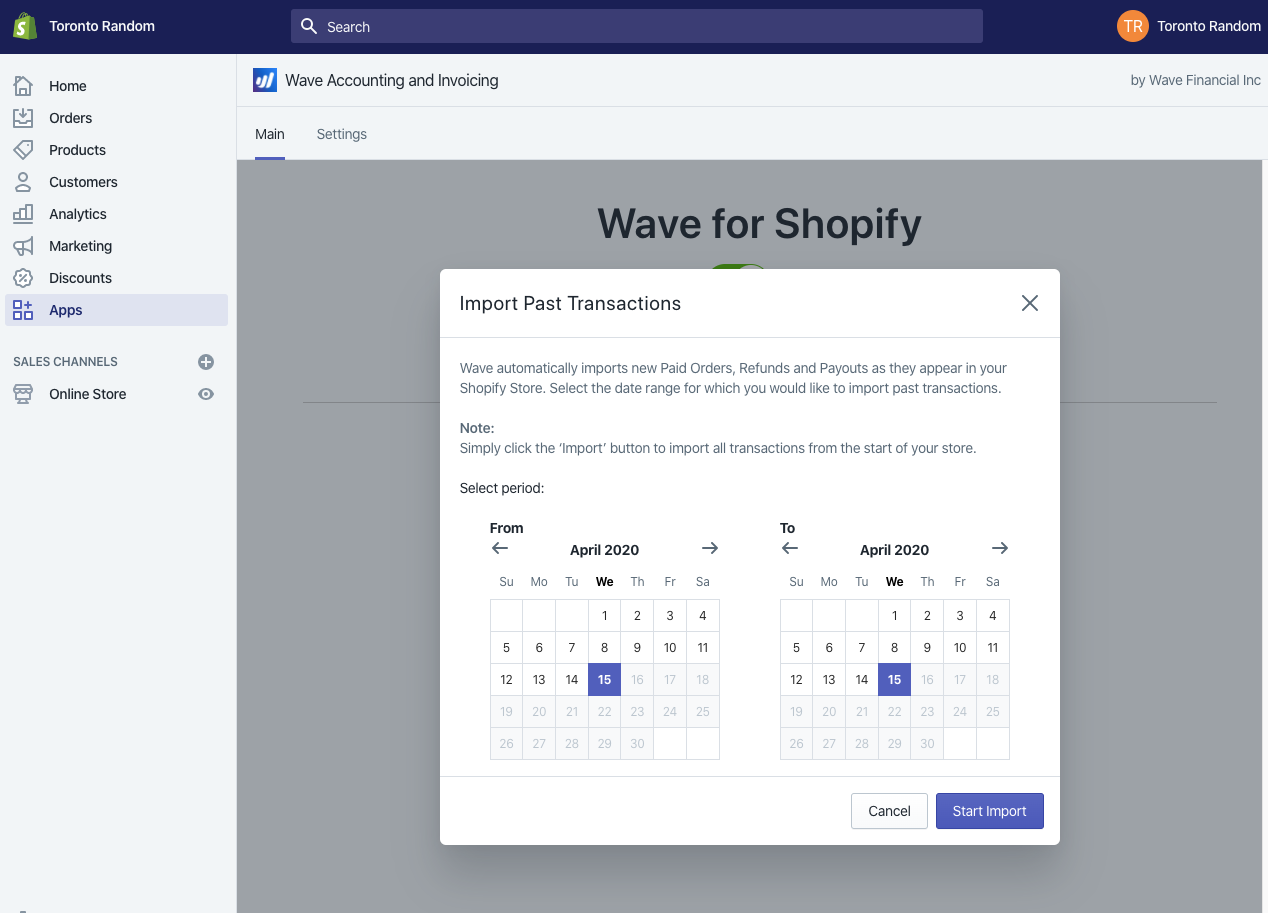 Toronto Random
Search
TR Toronto Random
Home
Orders
Products
Customers
Analytics
Marketing
Discounts
Apps
SALES CHANNELS
Online Store
Wave Accounting and Invoicing
by Wave Financial Inc
Main Settings
Wave for Shopify
Import Past Transactions
Wave automatically imports new Paid Orders, Refunds and Payouts as they appear in your
Shopify Store. Select the date range for which you would like to import past transactions.
Note:
Simply click the ‘Import’ button to import all transactions from the start of your store.
Select period:
From
April 2020
Su Mo Tu We Th Fr Sa
1 2 3 4
5 6 7 8 9 10 11
12 13 14 15 16 17 18
19 20 21 22 23 24 25
26 27 28 29 30
To
April 2020
Su Mo Tu We Th Fr Sa
1 2 3 4
5 6 7 8 9 10 11
12 13 14 15 16 17 18
19 20 21 22 23 24 25
26 27 28 29 30
Cancel
Start Import